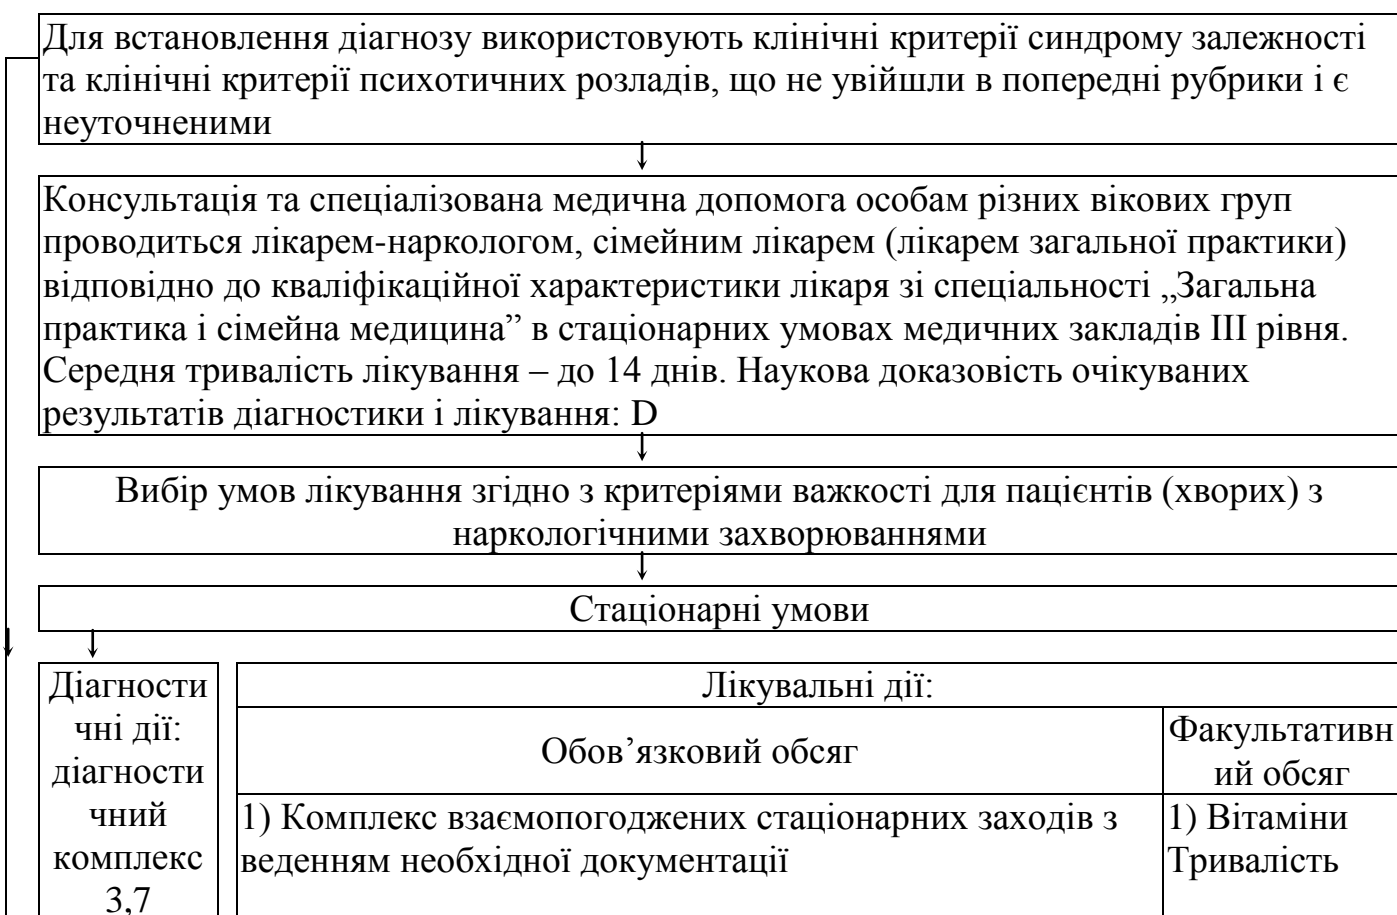 Для встановлення діагнозу використовують клінічні критерії синдрому залежності
та клінічні критерії психотичних розладів, що не увійшли в попередні рубрики і є
неуточненими
Консультація та спеціалізована медична допомога особам різних вікових груп
проводиться лікарем-наркологом, сімейним лікарем (лікарем загальної практики)
відповідно до кваліфікаційної характеристики лікаря зі спеціальності „Загальна
практика і сімейна медицина” в стаціонарних умовах медичних закладів III рівня.
Середня тривалість лікування – до 14 днів. Наукова доказовість очікуваних
результатів діагностики і лікування: D
Вибір умов лікування згідно з критеріями важкості для пацієнтів (хворих) з
наркологічними захворюваннями
Стаціонарні умови
Діагности
чні дії:
діагности
чний
комплекс
3,7
Лікувальні дії:
Обов’язковий обсяг
Факультативн
ий обсяг
1) Комплекс взаємопогоджених стаціонарних заходів з
веденням необхідної документації
1) Вітаміни
Тривалість